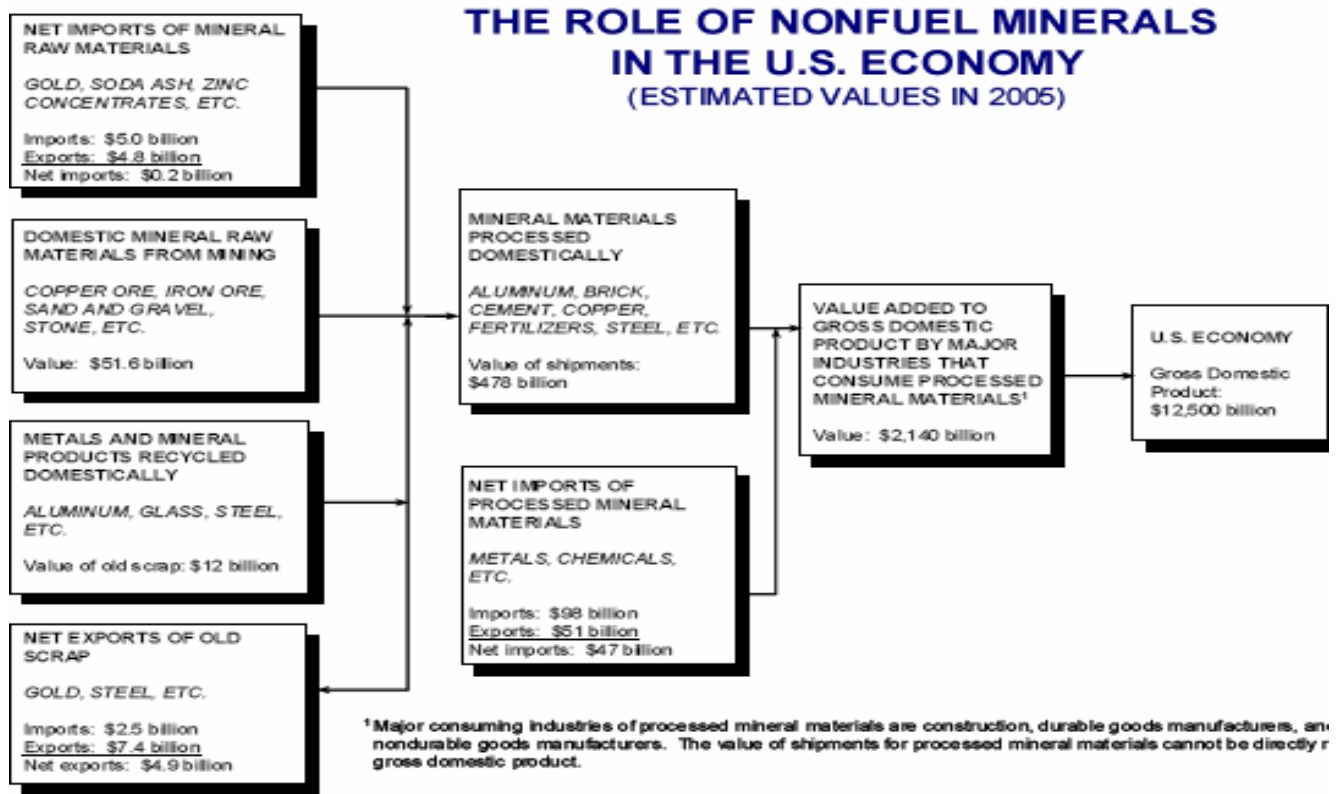 THE ROLE OF NONFUEL MINERALS
IN THE U.S. ECONOMY
(ESTIMATED VALUES IN 2005)
NET IMPORTS OF MINERAL
RAW MATERIALS
GOLD, SODA ASH, ZINC
CONCENTRATES, ETC.
Imports: $5.0 billion
Exports: $4.8 billion
Net imports: $0.2 billion
DOMESTIC MINERAL RAW
MATERIALS FROM MINING
COPPER ORE, IRON ORE,
SAND AND GRAVEL,
STONE, ETC.
Value: $51.6 billion
METALS AND MINERAL
PRODUCTS RECYCLED
DOMESTICALLY
ALUMINUM, GLASS, STEEL,
ETC.
Value of old scrap: $12 billion
NET EXPORTS OF OLD
SCRAP
GOLD, STEEL, ETC.
Imports: $2.5 billion
Exports: $7.4 billion
Net exports: $4.9 billion
MINERAL MATERIALS
PROCESSED
DOMESTICALLY
ALUMINUM, BRICK,
CEMENT, COPPER,
FERTILIZERS, STEEL, ETC.
Value of shipments:
$478 billion
NET IMPORTS OF
PROCESSED MINERAL
MATERIALS
METALS, CHEMICALS,
ETC.
Imports: $98 billion
Exports: $51 billion
Net imports: $47 billion
VALUE ADDED TO
GROSS DOMESTIC
PRODUCT BY MAJOR
INDUSTRIES THAT
CONSUME PROCESSED
MINERAL MATERIALS¹
Value: $2,140 billion
U.S. ECONOMY
Gross Domestic
Product:
$12,500 billion
¹Major consuming industries of processed mineral materials are construction, durable goods manufacturers, and
nondurable goods manufacturers. The value of shipments for processed mineral materials cannot be directly
gross domestic product.